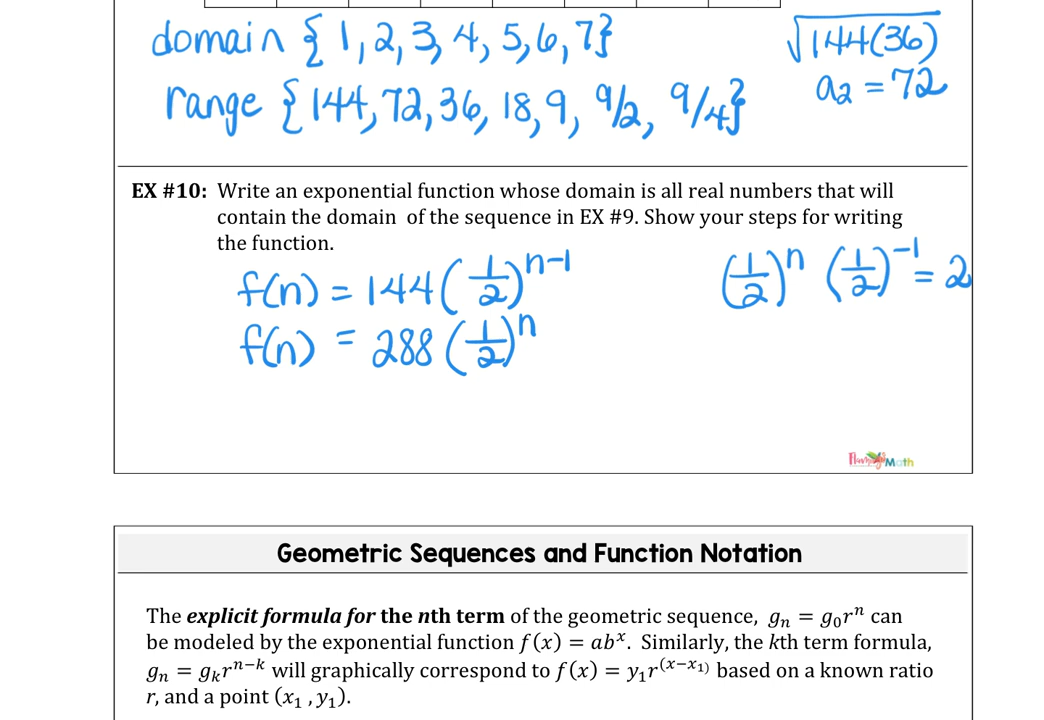 domain { 1, 2, 3, 4, 5, 6, 7}
√144(36)
range { 144, 72, 36, 18, 9, 9/2, 9/4}
a₂ = 72
EX #10: Write an exponential function whose domain is all real numbers that will
contain the domain of the sequence in EX #9. Show your steps for writing
the function.
f(n) = 144 (1/2)ⁿ⁻¹
(1/2)ⁿ (1/2)⁻¹ = 2
f(n) = 288 (1/2)ⁿ
Flamingo Math
Geometric Sequences and Function Notation
The explicit formula for the nth term of the geometric sequence, gₙ = g₀rⁿ can
be modeled by the exponential function f(x) = abˣ. Similarly, the kth term formula,
gₙ = gₖrⁿ⁻ᵏ will graphically correspond to f(x) = y₁r^(x−x₁) based on a known ratio
r, and a point (x₁ , y₁).